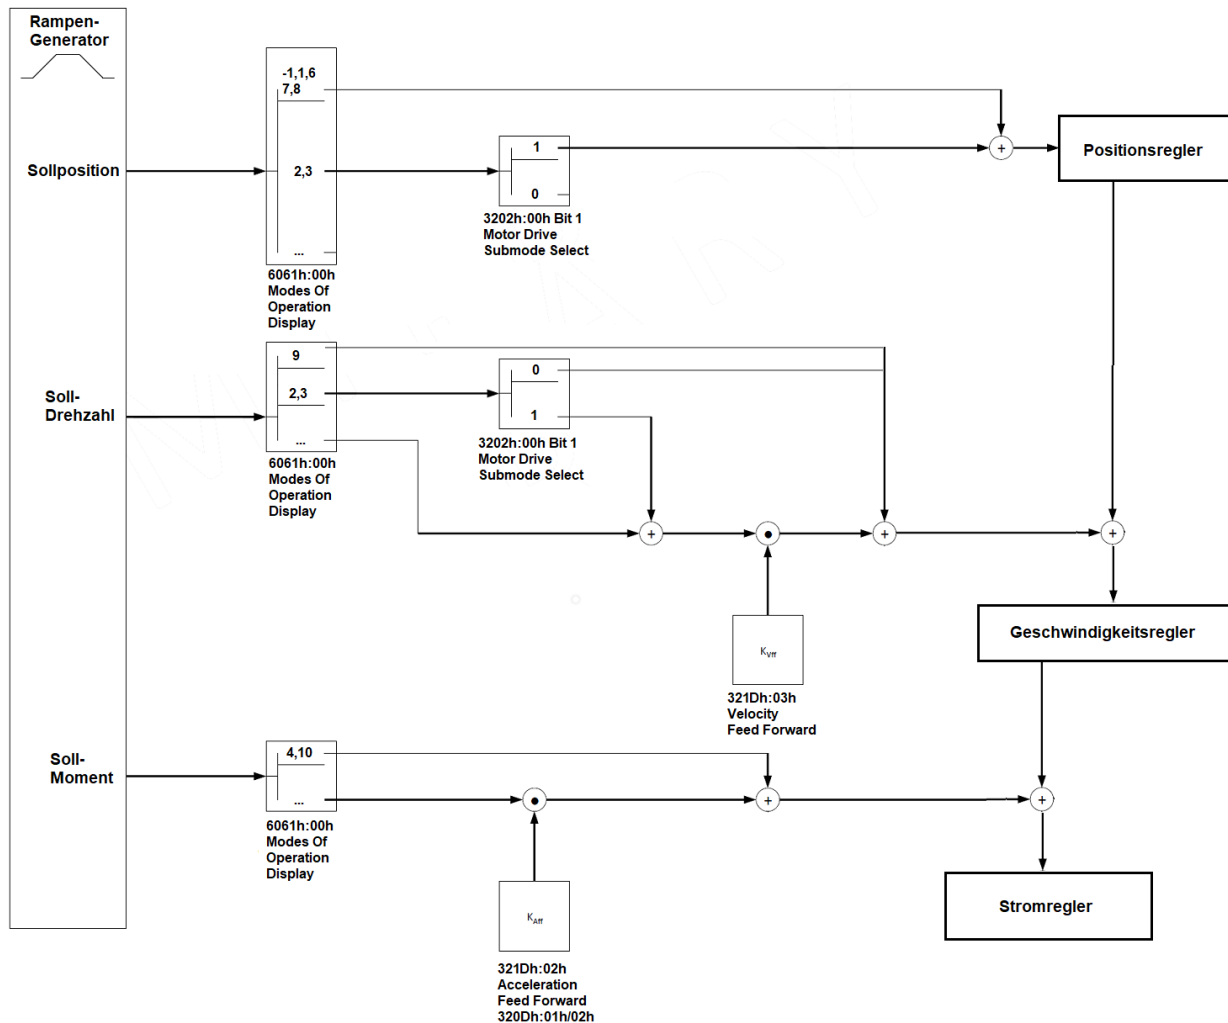 Rampen-
Generator
-1,1,6
7,8
Sollposition
2,3
...
6061h:00h
Modes Of
Operation
Display
1
0
3202h:00h Bit 1
Motor Drive
Submode Select
+
Positionsregler
Soll-
Drehzahl
9
2,3
...
6061h:00h
Modes Of
Operation
Display
0
1
3202h:00h Bit 1
Motor Drive
Submode Select
+
+
+
KVff
321Dh:03h
Velocity
Feed Forward
Geschwindigkeitsregler
Soll-
Moment
4,10
...
6061h:00h
Modes Of
Operation
Display
+
+
KAff
321Dh:02h
Acceleration
Feed Forward
320Dh:01h/02h
Stromregler